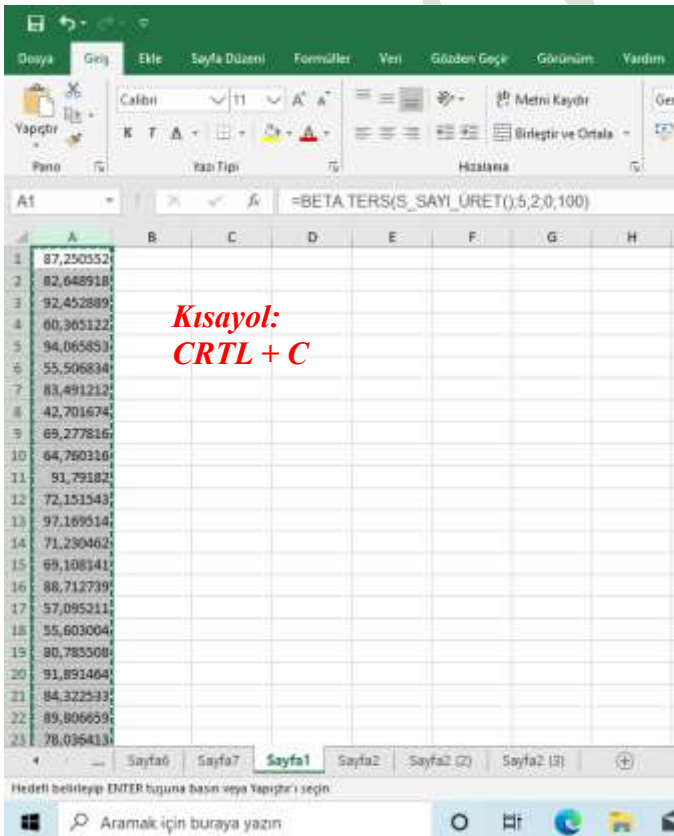 Dosya Giriş Ekle Sayfa Düzeni Formüller Veri Gözden Geçir Görünüm Yardım
Calibri 11 A A Metni Kaydır
Yapıştır K T A A Birleştir ve Ortala
Pano Yazı Tipi Hizalama
A1 fx =BETA.TERS(S_SAYI_ÜRET();5;2;0;100)
A B C D E F G H
1 87,250552
2 82,648918
3 92,452889
4 60,365122
5 94,065853
6 55,506834
7 83,491212
8 42,701674
9 69,277816
10 64,760316
11 91,79182
12 72,151543
13 97,169514
14 71,230462
15 69,108141
16 88,712739
17 57,095211
18 55,603004
19 80,785508
20 91,891464
21 84,322533
22 89,806659
23 78,036413
Kısayol:
CRTL + C
... Sayfa6 Sayfa7 Sayfa1 Sayfa2 Sayfa2 (2) Sayfa2 (3)
Hedefi belirleyip ENTER tuşuna basın veya Yapıştır'ı seçin
Aramak için buraya yazın